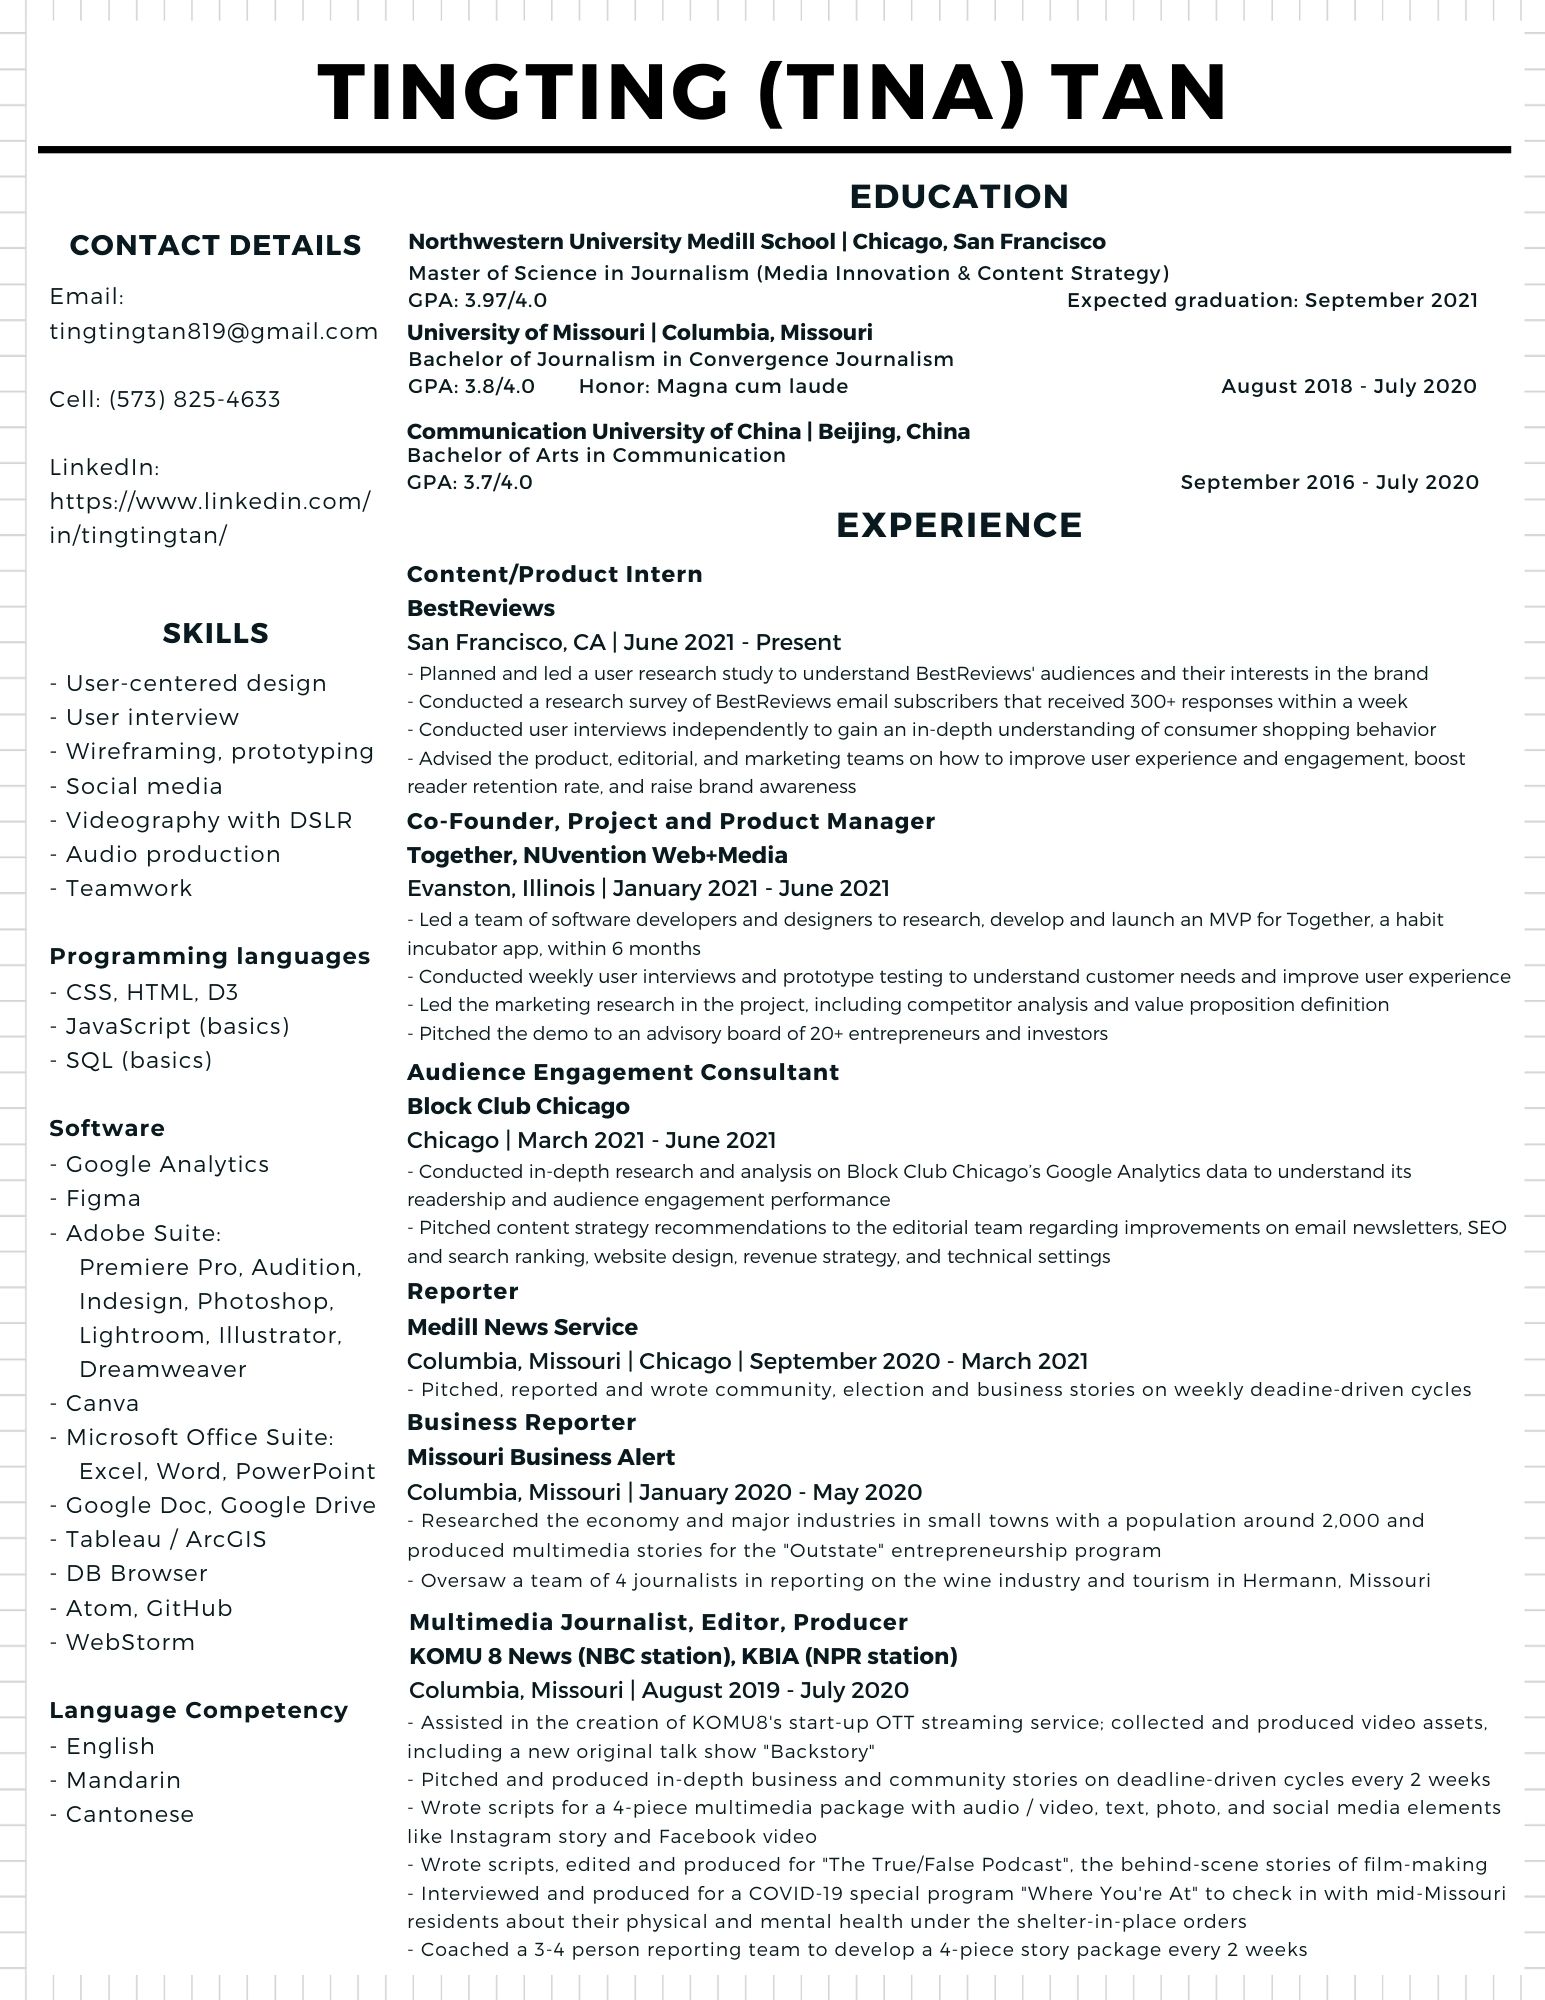 TINGTING (TINA) TAN
CONTACT DETAILS
Email:
tingtingtan819@gmail.com
Cell: (573) 825-4633
LinkedIn:
https://www.linkedin.com/
in/tingtingtan/
SKILLS
- User-centered design
- User interview
- Wireframing, prototyping
- Social media
- Videography with DSLR
- Audio production
- Teamwork
Programming languages
- CSS, HTML, D3
- JavaScript (basics)
- SQL (basics)
Software
- Google Analytics
- Figma
- Adobe Suite:
Premiere Pro, Audition,
Indesign, Photoshop,
Lightroom, Illustrator,
Dreamweaver
- Canva
- Microsoft Office Suite:
Excel, Word, PowerPoint
- Google Doc, Google Drive
- Tableau / ArcGIS
- DB Browser
- Atom, GitHub
- WebStorm
Language Competency
- English
- Mandarin
- Cantonese
EDUCATION
Northwestern University Medill School | Chicago, San Francisco
Master of Science in Journalism (Media Innovation & Content Strategy)
GPA: 3.97/4.0 Expected graduation: September 2021
University of Missouri | Columbia, Missouri
Bachelor of Journalism in Convergence Journalism
GPA: 3.8/4.0 Honor: Magna cum laude August 2018 - July 2020
Communication University of China | Beijing, China
Bachelor of Arts in Communication
GPA: 3.7/4.0 September 2016 - July 2020
EXPERIENCE
Content/Product Intern
BestReviews
San Francisco, CA | June 2021 - Present
- Planned and led a user research study to understand BestReviews' audiences and their interests in the brand
- Conducted a research survey of BestReviews email subscribers that received 300+ responses within a week
- Conducted user interviews independently to gain an in-depth understanding of consumer shopping behavior
- Advised the product, editorial, and marketing teams on how to improve user experience and engagement, boost
reader retention rate, and raise brand awareness
Co-Founder, Project and Product Manager
Together, NUvention Web+Media
Evanston, Illinois | January 2021 - June 2021
- Led a team of software developers and designers to research, develop and launch an MVP for Together, a habit
incubator app, within 6 months
- Conducted weekly user interviews and prototype testing to understand customer needs and improve user experience
- Led the marketing research in the project, including competitor analysis and value proposition definition
- Pitched the demo to an advisory board of 20+ entrepreneurs and investors
Audience Engagement Consultant
Block Club Chicago
Chicago | March 2021 - June 2021
- Conducted in-depth research and analysis on Block Club Chicago’s Google Analytics data to understand its
readership and audience engagement performance
- Pitched content strategy recommendations to the editorial team regarding improvements on email newsletters, SEO
and search ranking, website design, revenue strategy, and technical settings
Reporter
Medill News Service
Columbia, Missouri | Chicago | September 2020 - March 2021
- Pitched, reported and wrote community, election and business stories on weekly deadine-driven cycles
Business Reporter
Missouri Business Alert
Columbia, Missouri | January 2020 - May 2020
- Researched the economy and major industries in small towns with a population around 2,000 and
produced multimedia stories for the "Outstate" entrepreneurship program
- Oversaw a team of 4 journalists in reporting on the wine industry and tourism in Hermann, Missouri
Multimedia Journalist, Editor, Producer
KOMU 8 News (NBC station), KBIA (NPR station)
Columbia, Missouri | August 2019 - July 2020
- Assisted in the creation of KOMU8's start-up OTT streaming service; collected and produced video assets,
including a new original talk show "Backstory"
- Pitched and produced in-depth business and community stories on deadline-driven cycles every 2 weeks
- Wrote scripts for a 4-piece multimedia package with audio / video, text, photo, and social media elements
like Instagram story and Facebook video
- Wrote scripts, edited and produced for "The True/False Podcast", the behind-scene stories of film-making
- Interviewed and produced for a COVID-19 special program "Where You're At" to check in with mid-Missouri
residents about their physical and mental health under the shelter-in-place orders
- Coached a 3-4 person reporting team to develop a 4-piece story package every 2 weeks